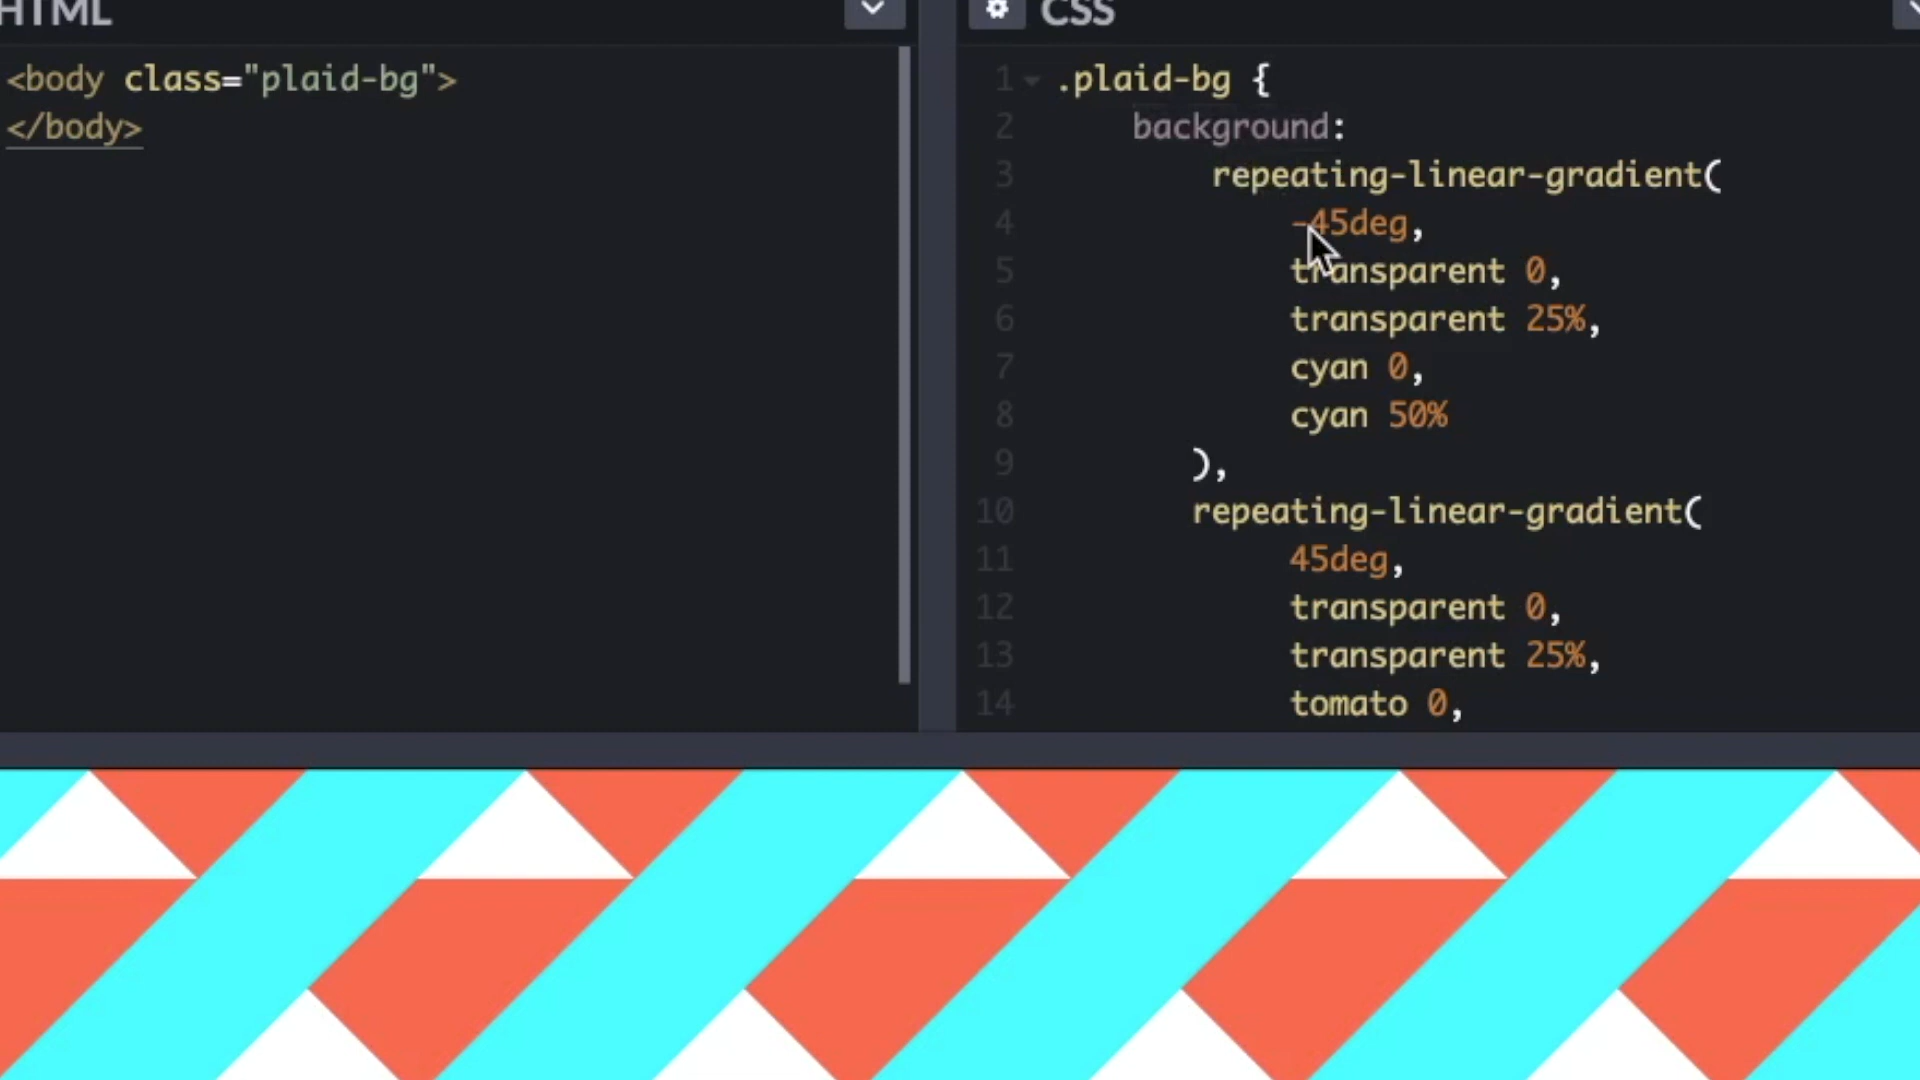 HTML
<body class="plaid-bg">
</body>
CSS
1 .plaid-bg {
2 background:
3 repeating-linear-gradient(
4 -45deg,
5 transparent 0,
6 transparent 25%,
7 cyan 0,
8 cyan 50%
9 ),
10 repeating-linear-gradient(
11 45deg,
12 transparent 0,
13 transparent 25%,
14 tomato 0,